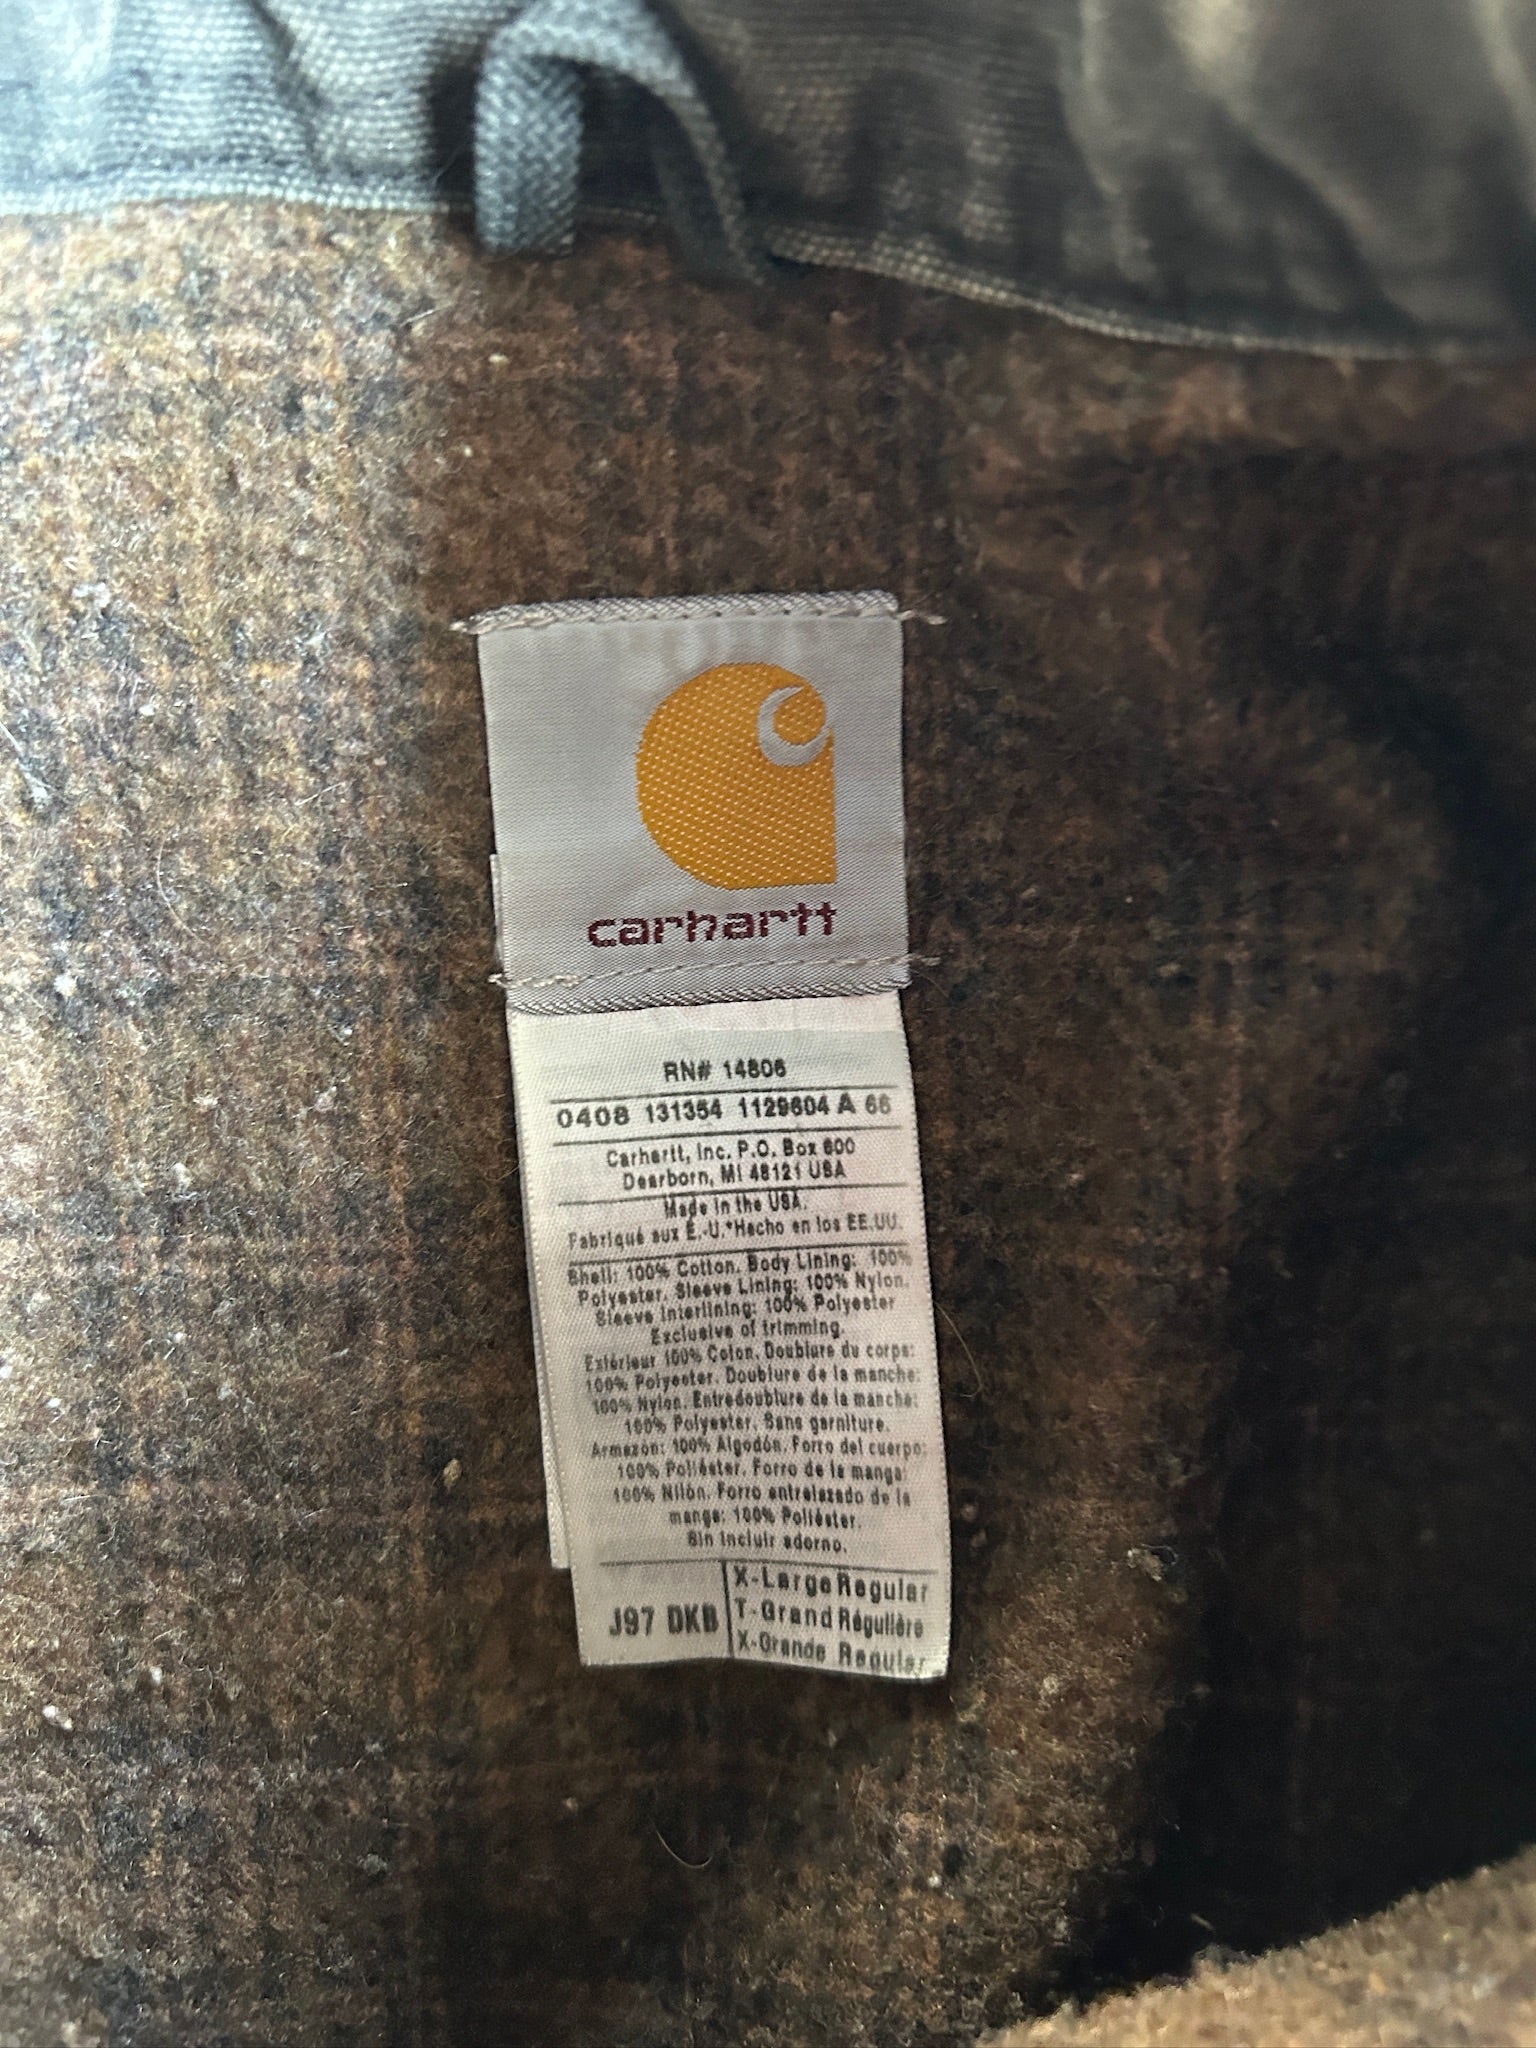 carhartt
RN# 14806
0408 131354 1129604 A 66
Carhartt, Inc. P.O. Box 600
Dearborn, MI 48121 USA
Made in the USA.
Fabriqué aux É.-U.*Hecho en los EE.UU.
Shell: 100% Cotton. Body Lining: 100%
Polyester. Sleeve Lining: 100% Nylon.
Sleeve Interlining: 100% Polyester
Exclusive of trimming.
Extérieur 100% Coton. Doublure du corps:
100% Polyester. Doublure de la manche:
100% Nylon. Entredoublure de la manche:
100% Polyester. Sans garniture.
Armazón: 100% Algodón. Forro del cuerpo:
100% Poliéster. Forro de la manga:
100% Nilón. Forro entrelazado de la
manga: 100% Poliéster.
Sin incluir adorno.
J97 DKB
X-Large Regular
T-Grand Régulière
X-Grande Regular